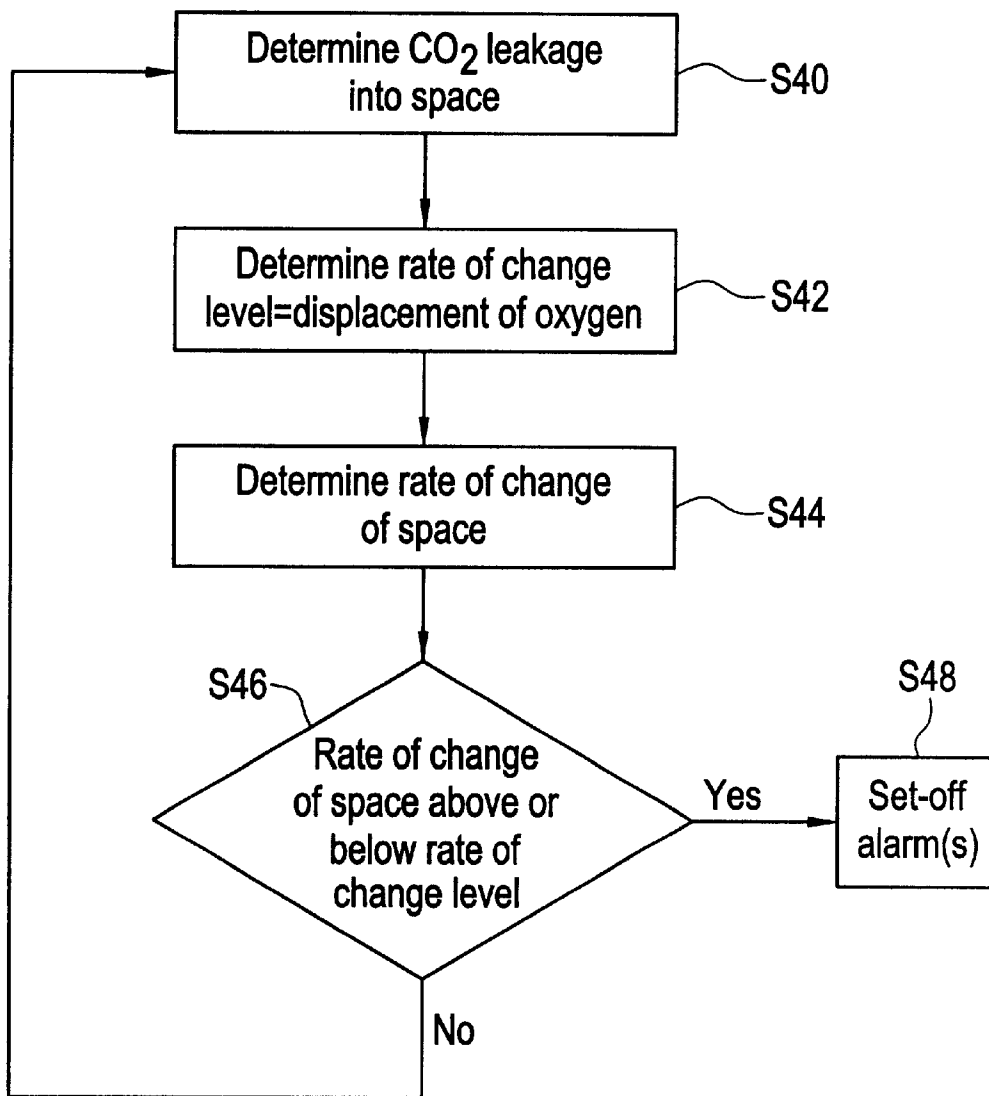 Determine CO2 leakage
into space
S40
Determine rate of change
level=displacement of oxygen
S42
Determine rate of change
of space
S44
S46
Rate of change
of space above or
below rate of
change level
Yes
S48
Set-off
alarm(s)
No